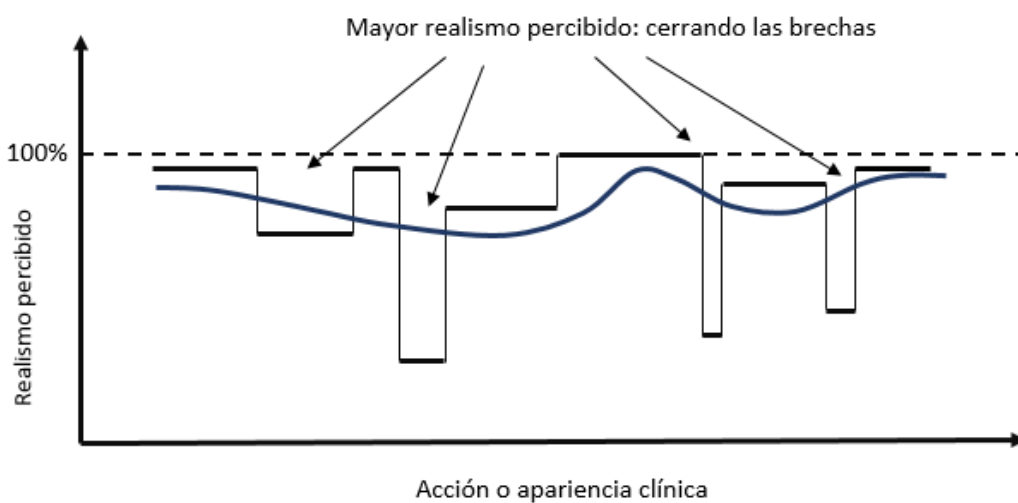 Mayor realismo percibido: cerrando las brechas
100%
Realismo percibido
Acción o apariencia clínica